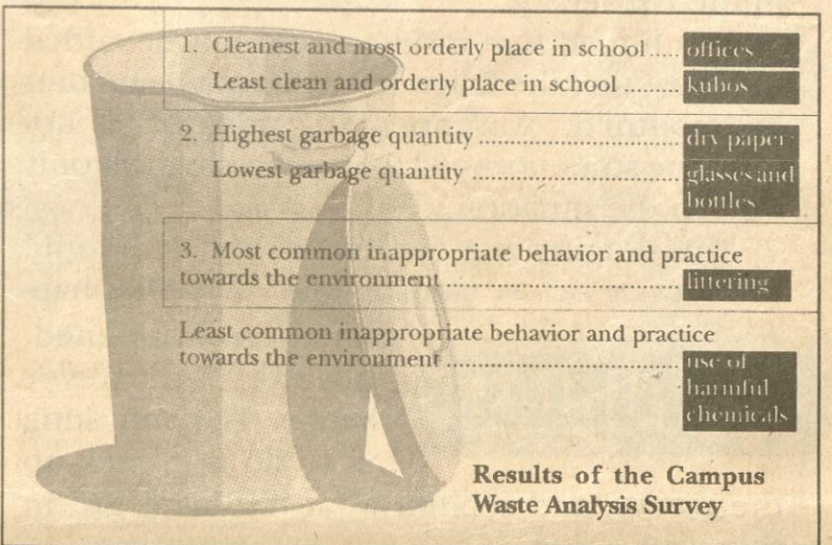 1. Cleanest and most orderly place in school ..... offices
Least clean and orderly place in school ......... kubos
2. Highest garbage quantity ............................... dry paper
Lowest garbage quantity ................................ glasses and
bottles
3. Most common inappropriate behavior and practice
towards the environment ................................... littering
Least common inappropriate behavior and practice
towards the environment ................................... use of
harmful
chemicals
Results of the Campus
Waste Analysis Survey